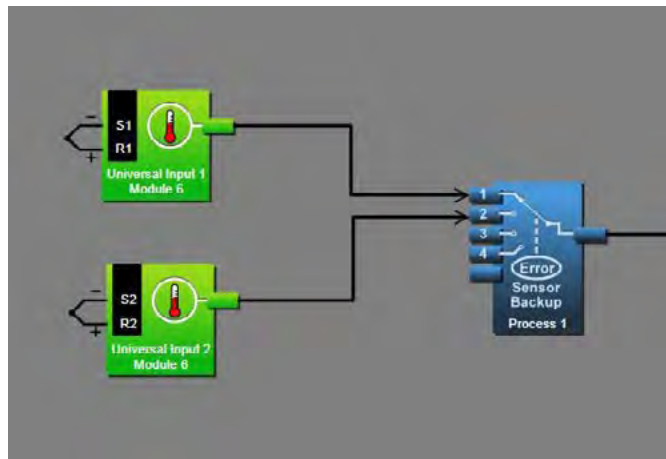 S1
R1
Universal Input 1
Module 6
S2
R2
Universal Input 2
Module 6
1
2
3
4
Error
Sensor
Backup
Process 1